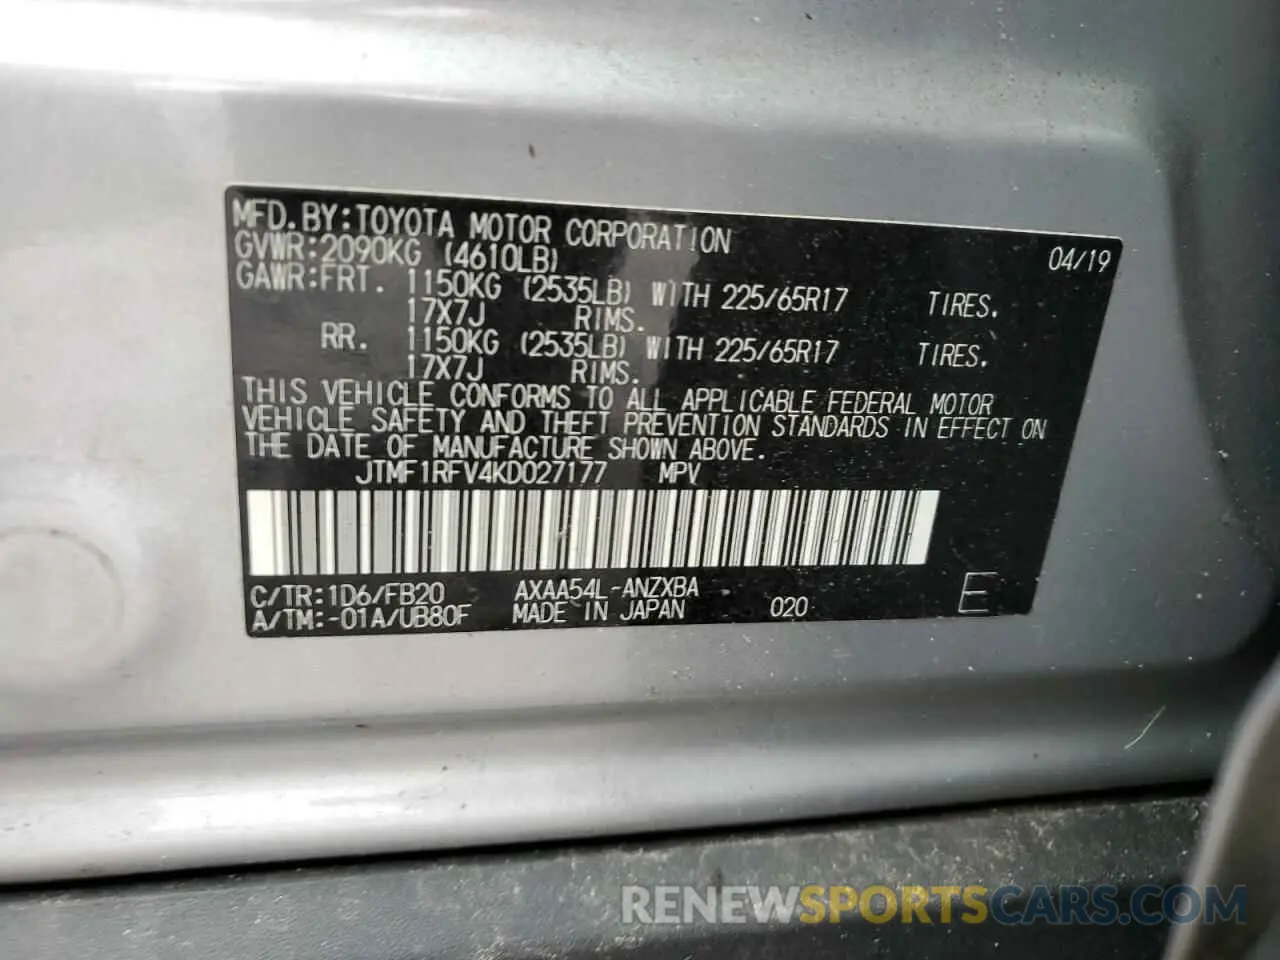 MFD.BY:TOYOTA MOTOR CORPORATION 04/19
GVWR:2090KG (4610LB)
GAWR:FRT. 1150KG (2535LB) WITH 225/65R17 TIRES.
17X7J RIMS.
RR. 1150KG (2535LB) WITH 225/65R17 TIRES.
17X7J RIMS.
THIS VEHICLE CONFORMS TO ALL APPLICABLE FEDERAL MOTOR
VEHICLE SAFETY AND THEFT PREVENTION STANDARDS IN EFFECT ON
THE DATE OF MANUFACTURE SHOWN ABOVE.
JTMF1RFV4KD027177 MPV
C/TR:1D6/FB20 AXAA54L-ANZXBA
A/TM:-01A/UB80F MADE IN JAPAN 020 E
RENEWSPORTSCARS.COM